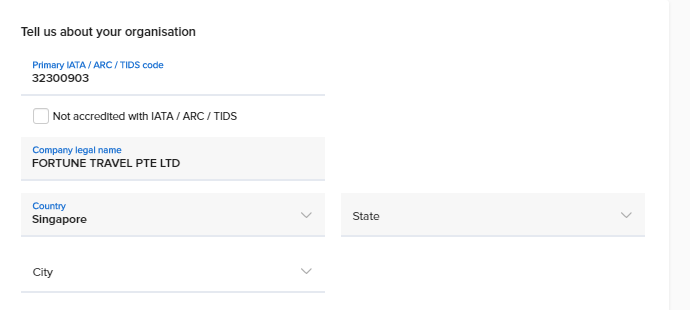 Tell us about your organisation
Primary IATA / ARC / TIDS code
32300903
Not accredited with IATA / ARC / TIDS
Company legal name
FORTUNE TRAVEL PTE LTD
Country
Singapore
State
City